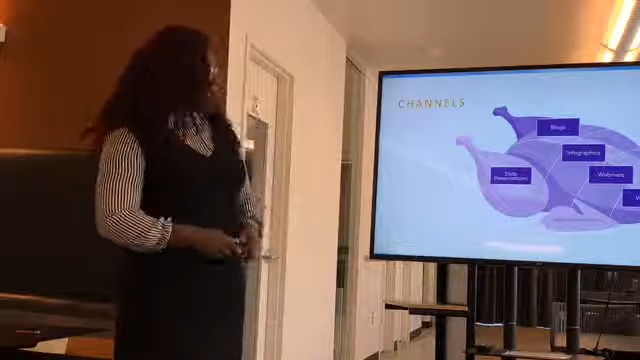 CHANNELS
Blogs
Infographics
Webinars
Slide
Presentations